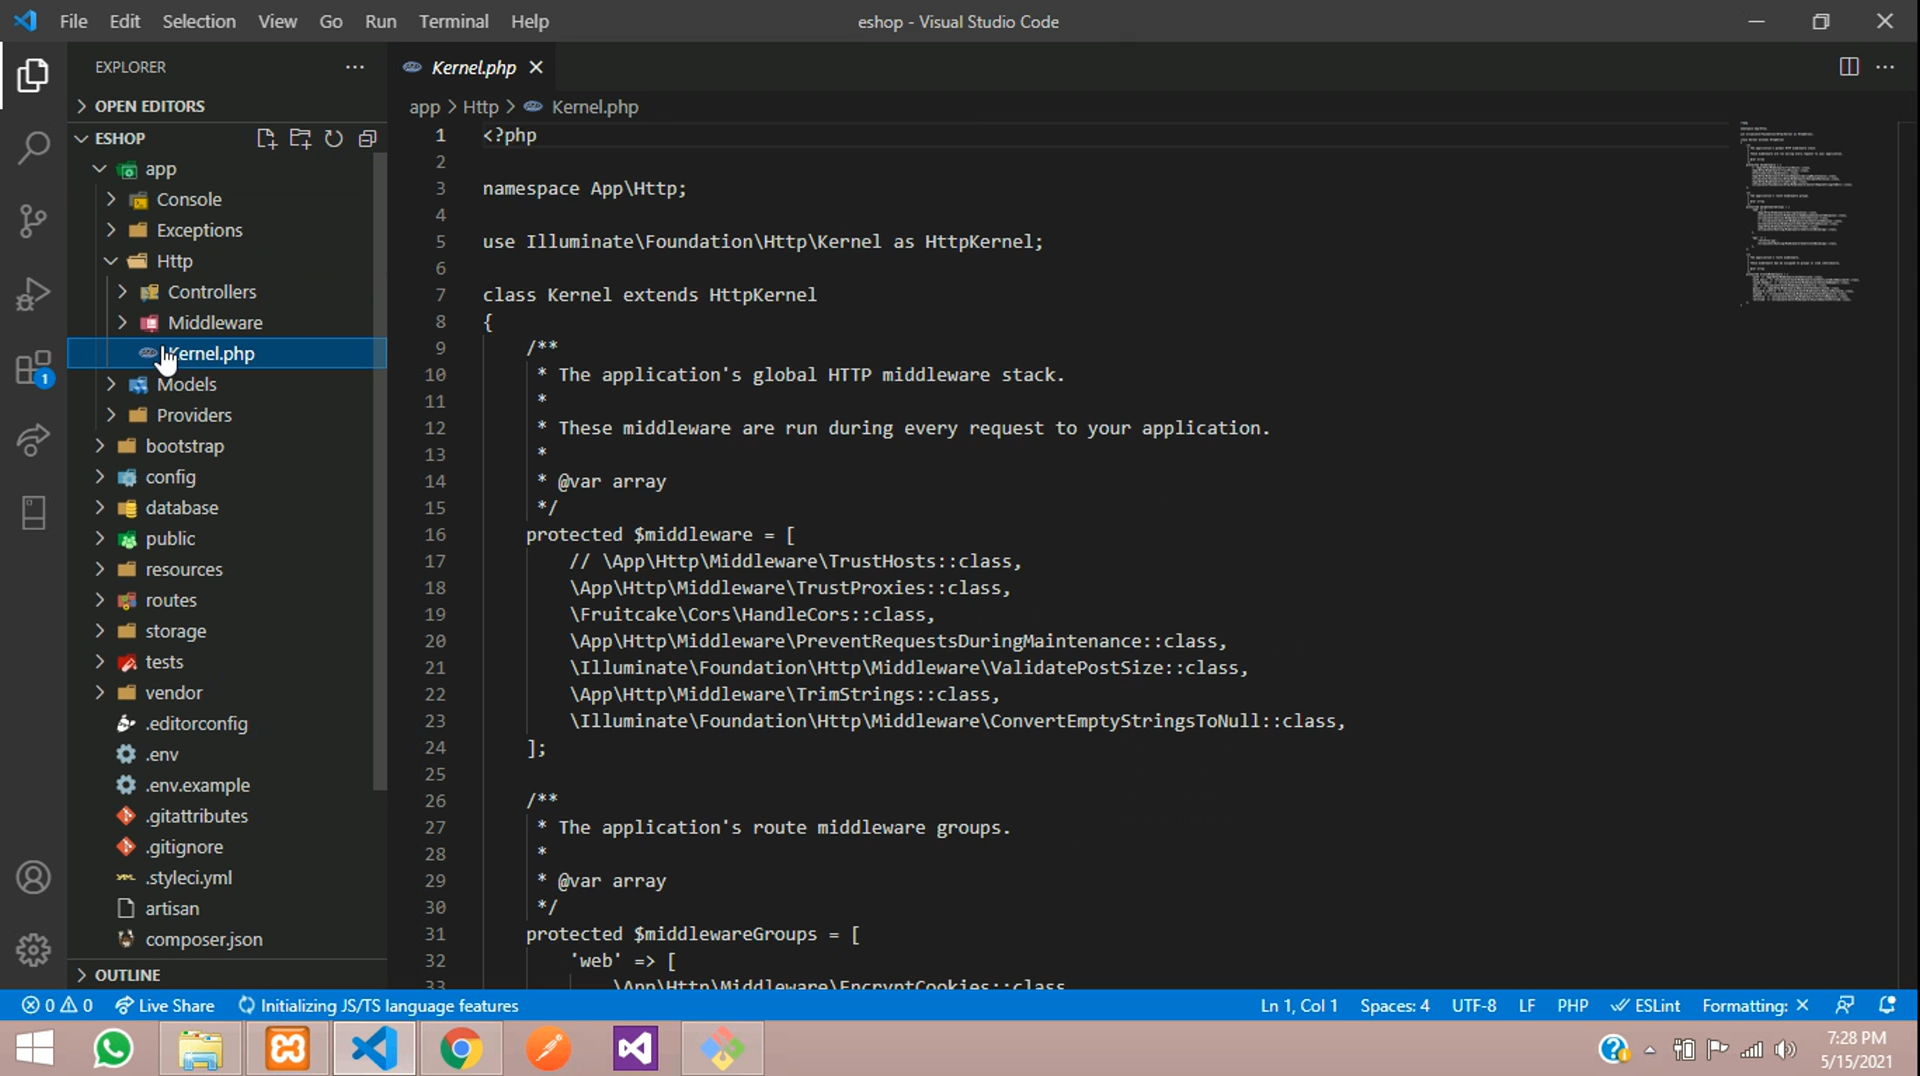 File Edit Selection View Go Run Terminal Help
eshop - Visual Studio Code
EXPLORER
OPEN EDITORS
ESHOP
app
Console
Exceptions
Http
Controllers
Middleware
Kernel.php
Models
Providers
bootstrap
config
database
public
resources
routes
storage
tests
vendor
.editorconfig
.env
.env.example
.gitattributes
.gitignore
.styleci.yml
artisan
composer.json
OUTLINE
Kernel.php
app > Http > Kernel.php
1 <?php
2
3 namespace App\Http;
4
5 use Illuminate\Foundation\Http\Kernel as HttpKernel;
6
7 class Kernel extends HttpKernel
8 {
9 /**
10 * The application's global HTTP middleware stack.
11 *
12 * These middleware are run during every request to your application.
13 *
14 * @var array
15 */
16 protected $middleware = [
17 // \App\Http\Middleware\TrustHosts::class,
18 \App\Http\Middleware\TrustProxies::class,
19 \Fruitcake\Cors\HandleCors::class,
20 \App\Http\Middleware\PreventRequestsDuringMaintenance::class,
21 \Illuminate\Foundation\Http\Middleware\ValidatePostSize::class,
22 \App\Http\Middleware\TrimStrings::class,
23 \Illuminate\Foundation\Http\Middleware\ConvertEmptyStringsToNull::class,
24 ];
25
26 /**
27 * The application's route middleware groups.
28 *
29 * @var array
30 */
31 protected $middlewareGroups = [
32 'web' => [
33 \App\Http\Middleware\EncryptCookies::class
0 0 Live Share Initializing JS/TS language features
Ln 1, Col 1 Spaces: 4 UTF-8 LF PHP ESLint Formatting: ×
1
7:28 PM
5/15/2021